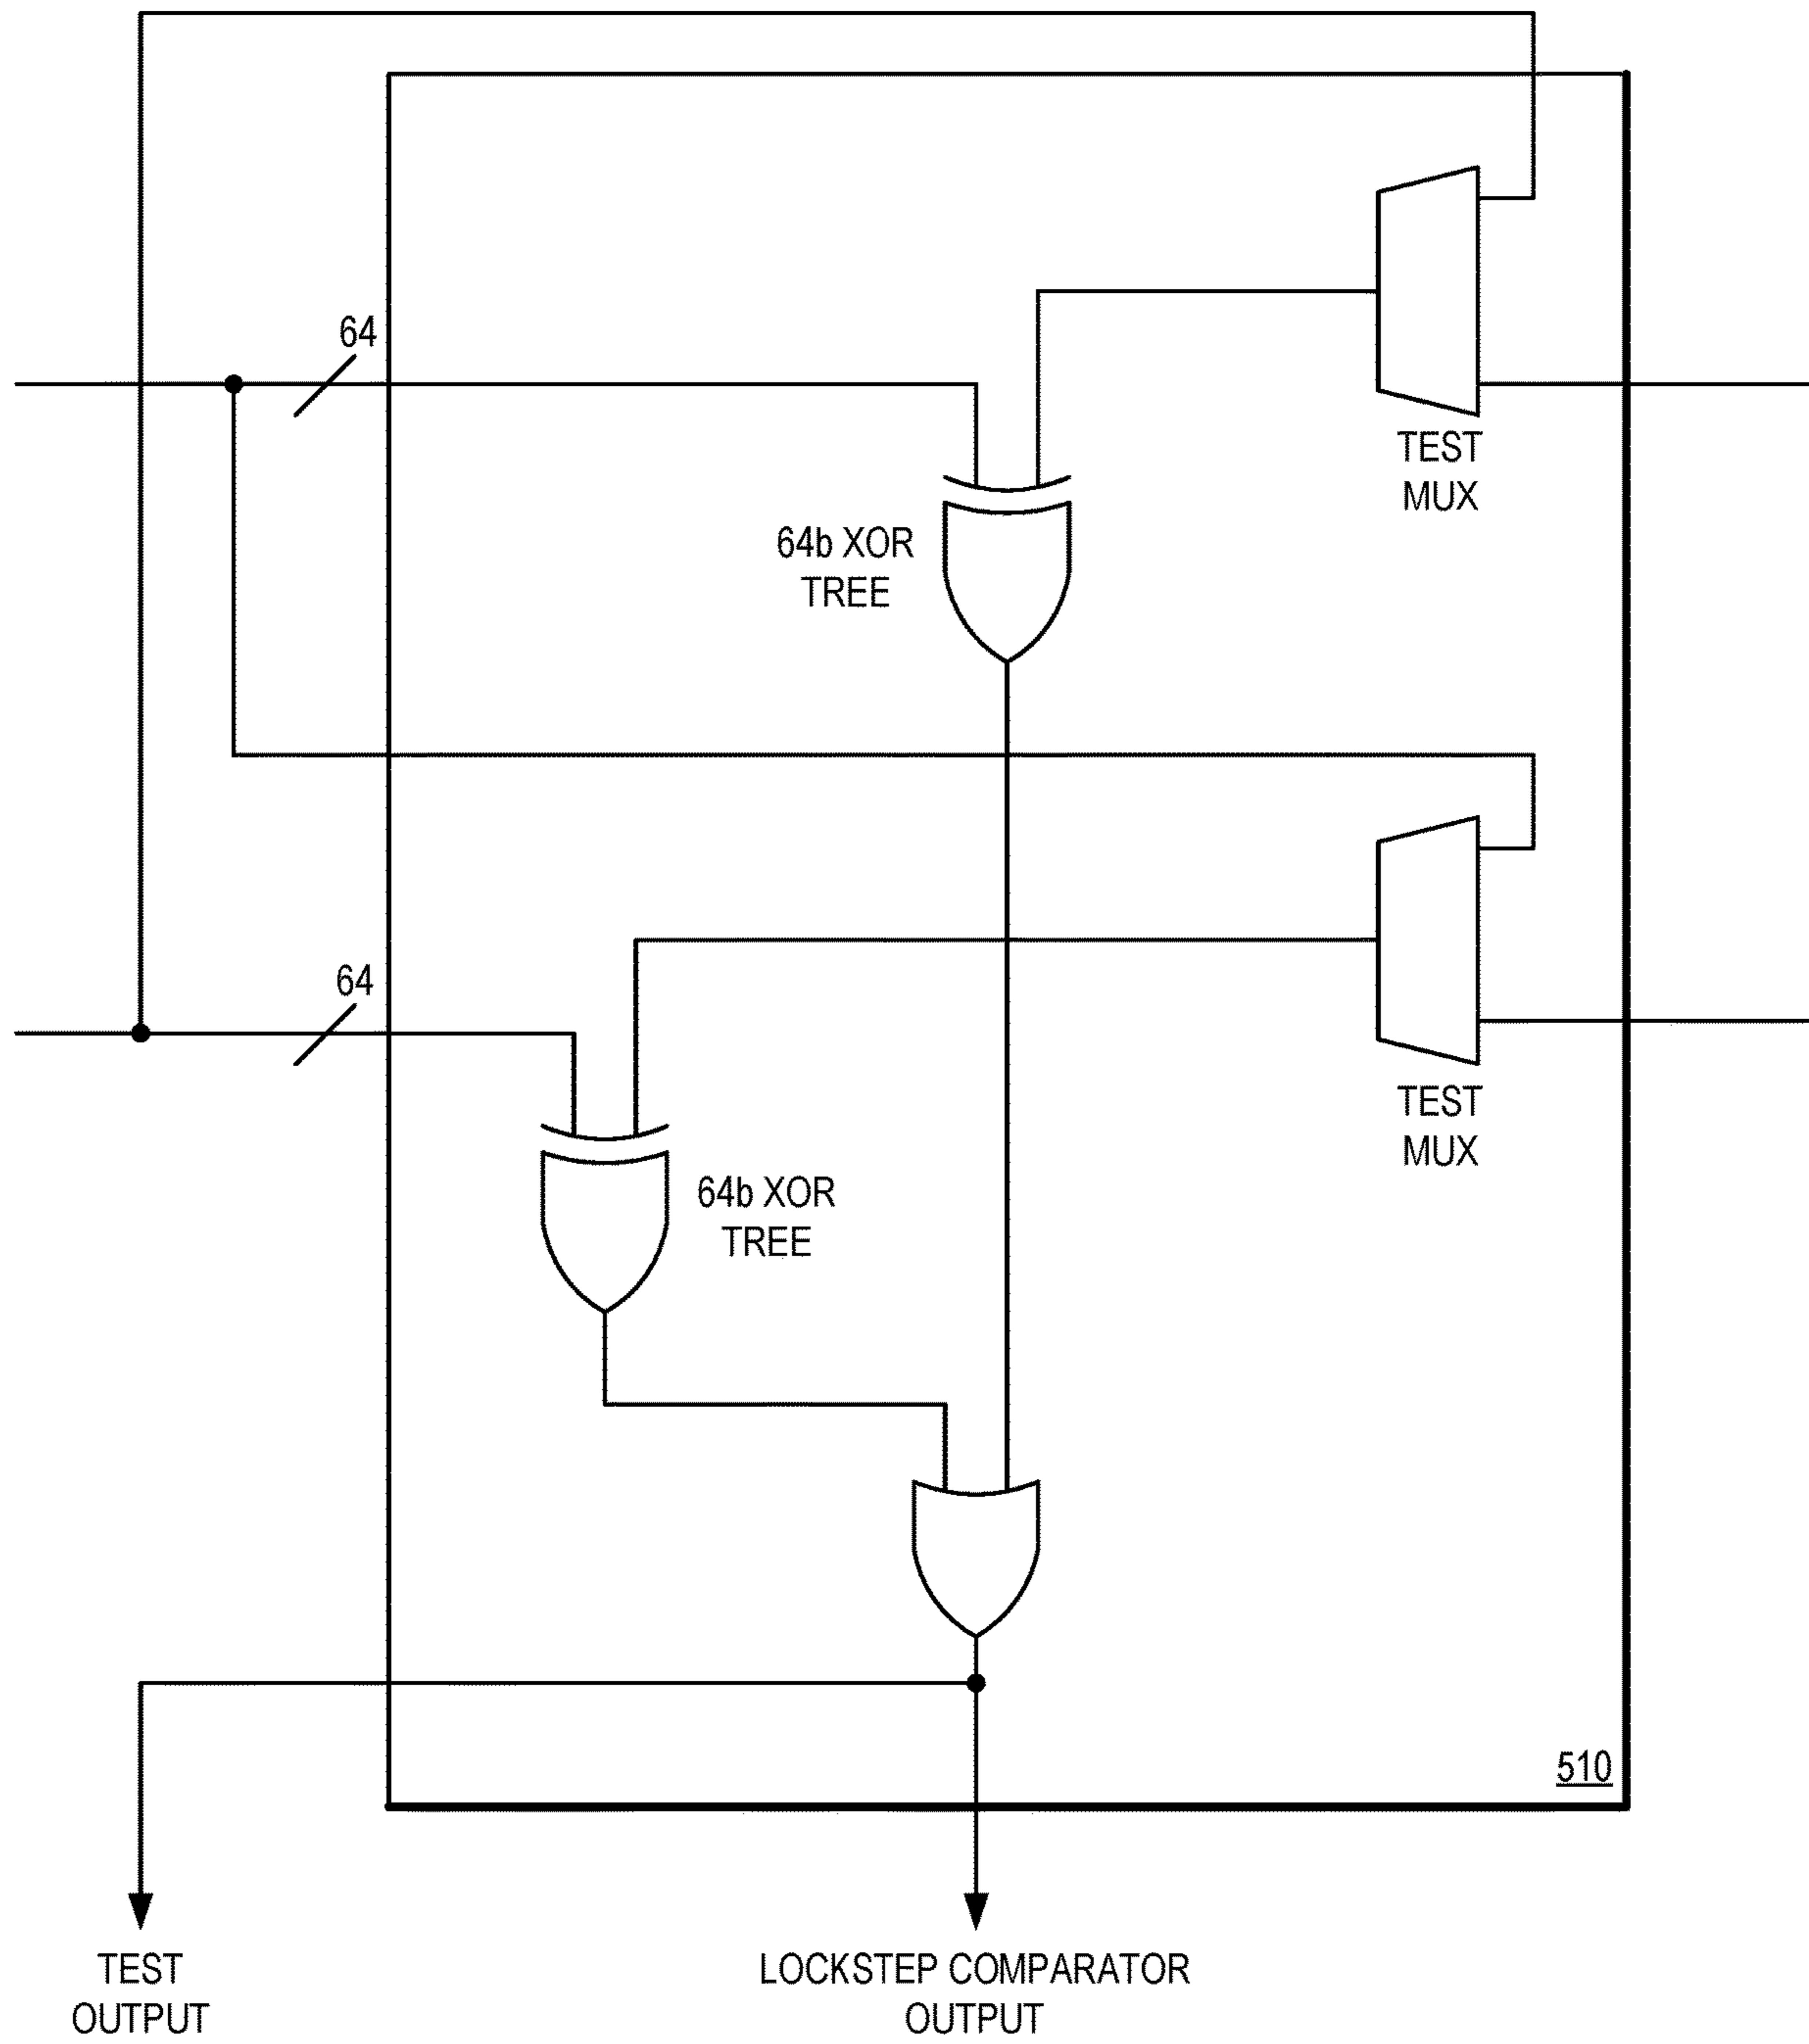 64
TEST
MUX
64b XOR
TREE
64
TEST
MUX
64b XOR
TREE
510
TEST
OUTPUT
LOCKSTEP COMPARATOR
OUTPUT